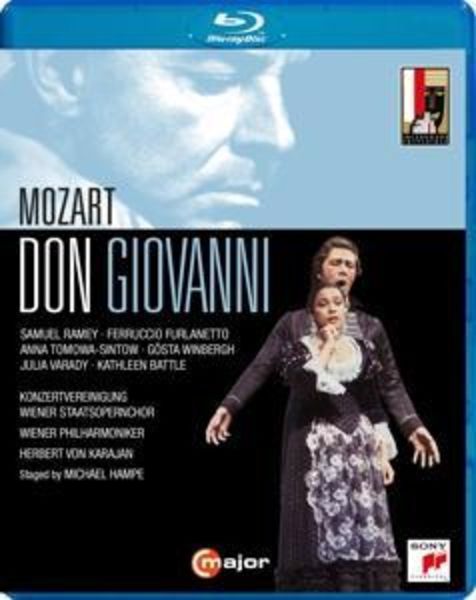 Blu-ray Disc
MOZART
DON GIOVANNI
SAMUEL RAMEY · FERRUCCIO FURLANETTO
ANNA TOMOWA-SINTOW · GÖSTA WINBERGH
JULIA VARADY · KATHLEEN BATTLE
KONZERTVEREINIGUNG
WIENER STAATSOPERNCHOR
WIENER PHILHARMONIKER
HERBERT VON KARAJAN
Staged by MICHAEL HAMPE
C major
SONY
CLASSICAL